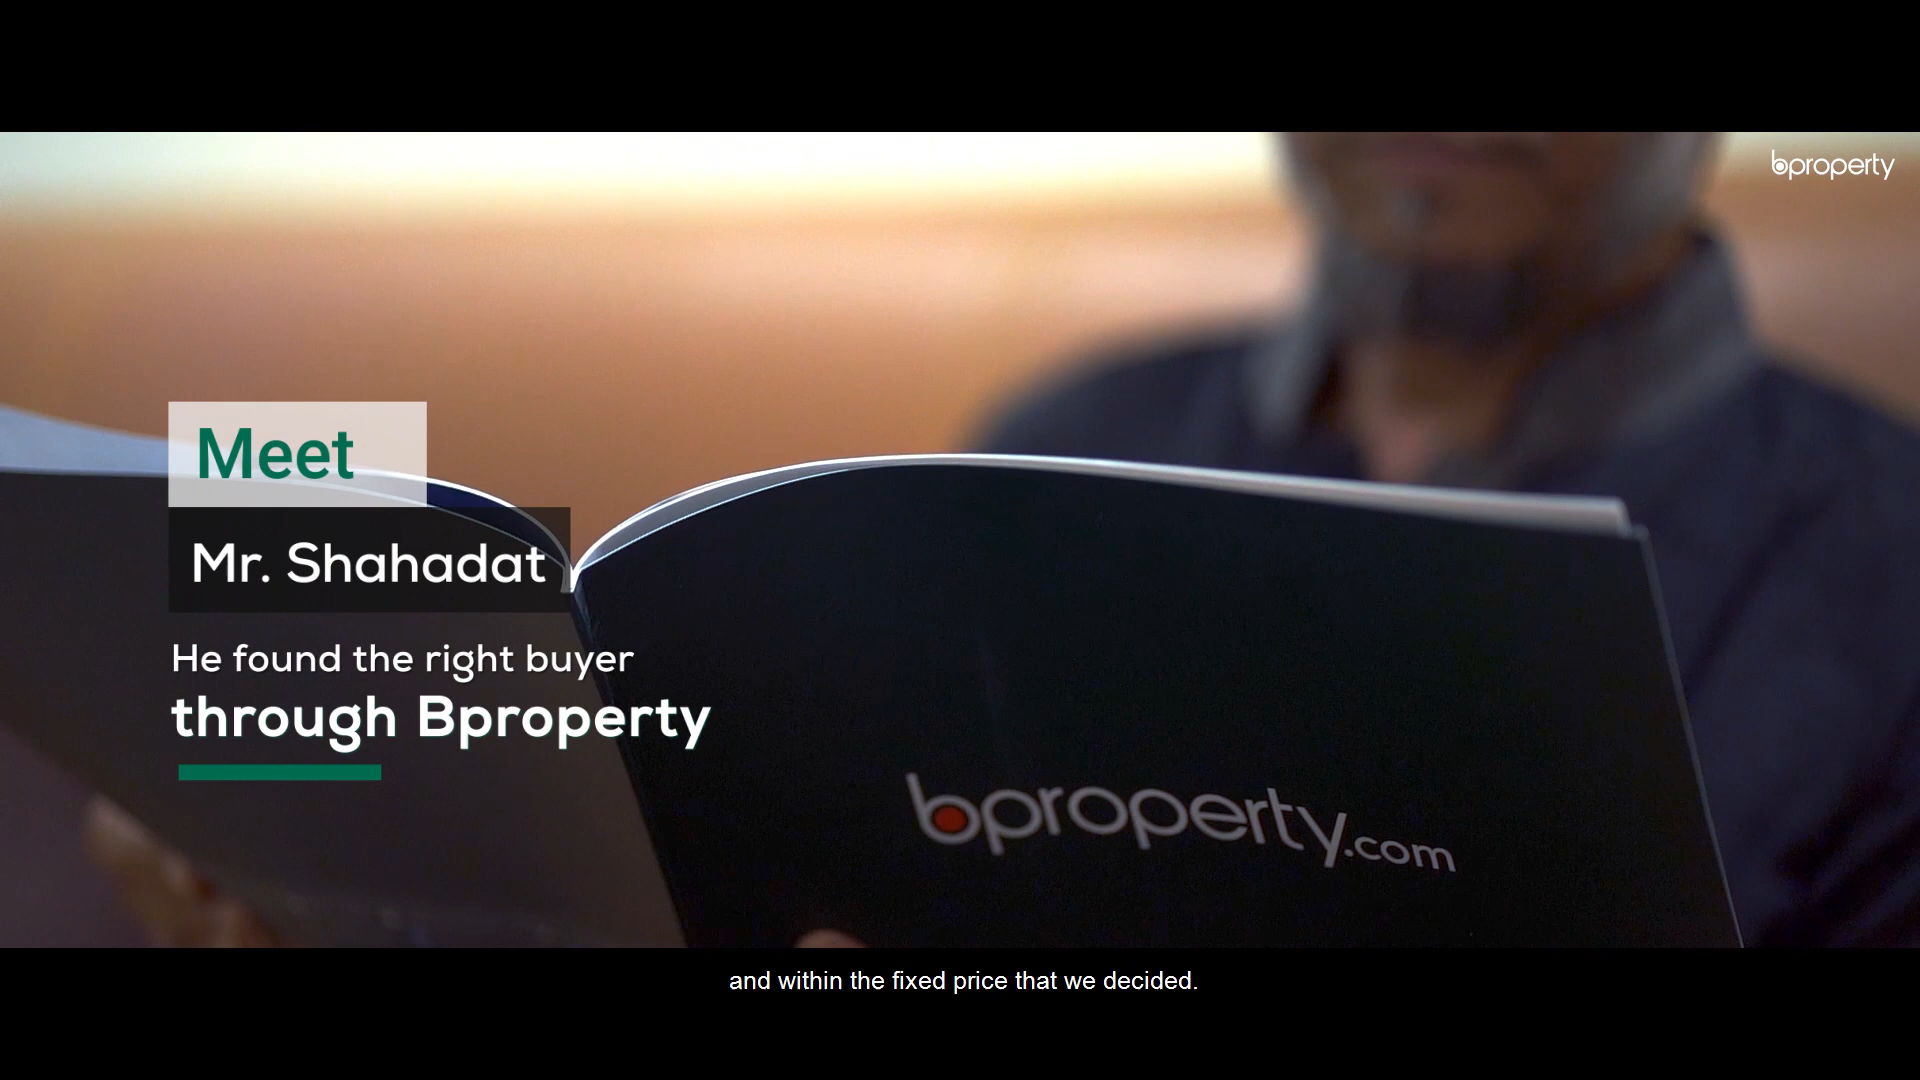 bproperty
Meet
Mr. Shahadat
He found the right buyer
through Bproperty
bproperty.com
and within the fixed price that we decided.